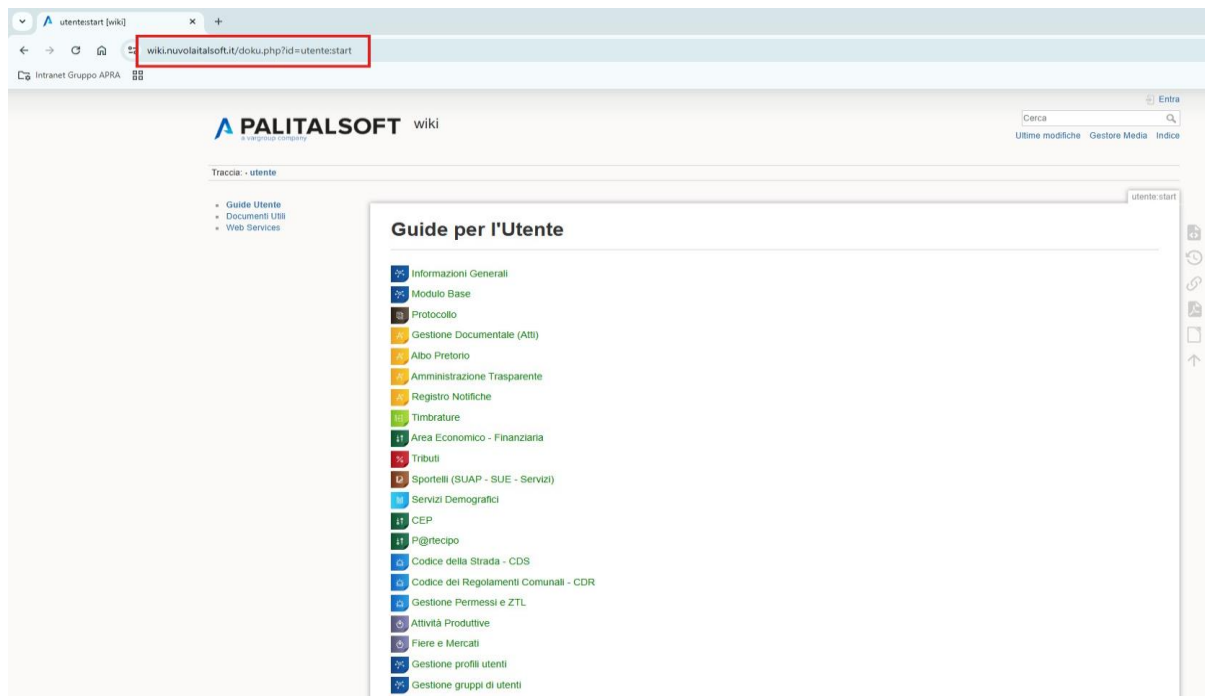 utente:start [wiki]
wiki.nuvolaitalsoft.it/doku.php?id=utente:start
Intranet Gruppo APRA
Entra
PALITALSOFT wiki
a vargroup company
Cerca
Ultime modifiche Gestore Media Indice
Traccia: • utente
utente:start
Guide Utente
Documenti Utili
Web Services
Guide per l'Utente
Informazioni Generali
Modulo Base
Protocollo
Gestione Documentale (Atti)
Albo Pretorio
Amministrazione Trasparente
Registro Notifiche
Timbrature
Area Economico - Finanziaria
Tributi
Sportelli (SUAP - SUE - Servizi)
Servizi Demografici
CEP
P@rtecipo
Codice della Strada - CDS
Codice dei Regolamenti Comunali - CDR
Gestione Permessi e ZTL
Attività Produttive
Fiere e Mercati
Gestione profili utenti
Gestione gruppi di utenti